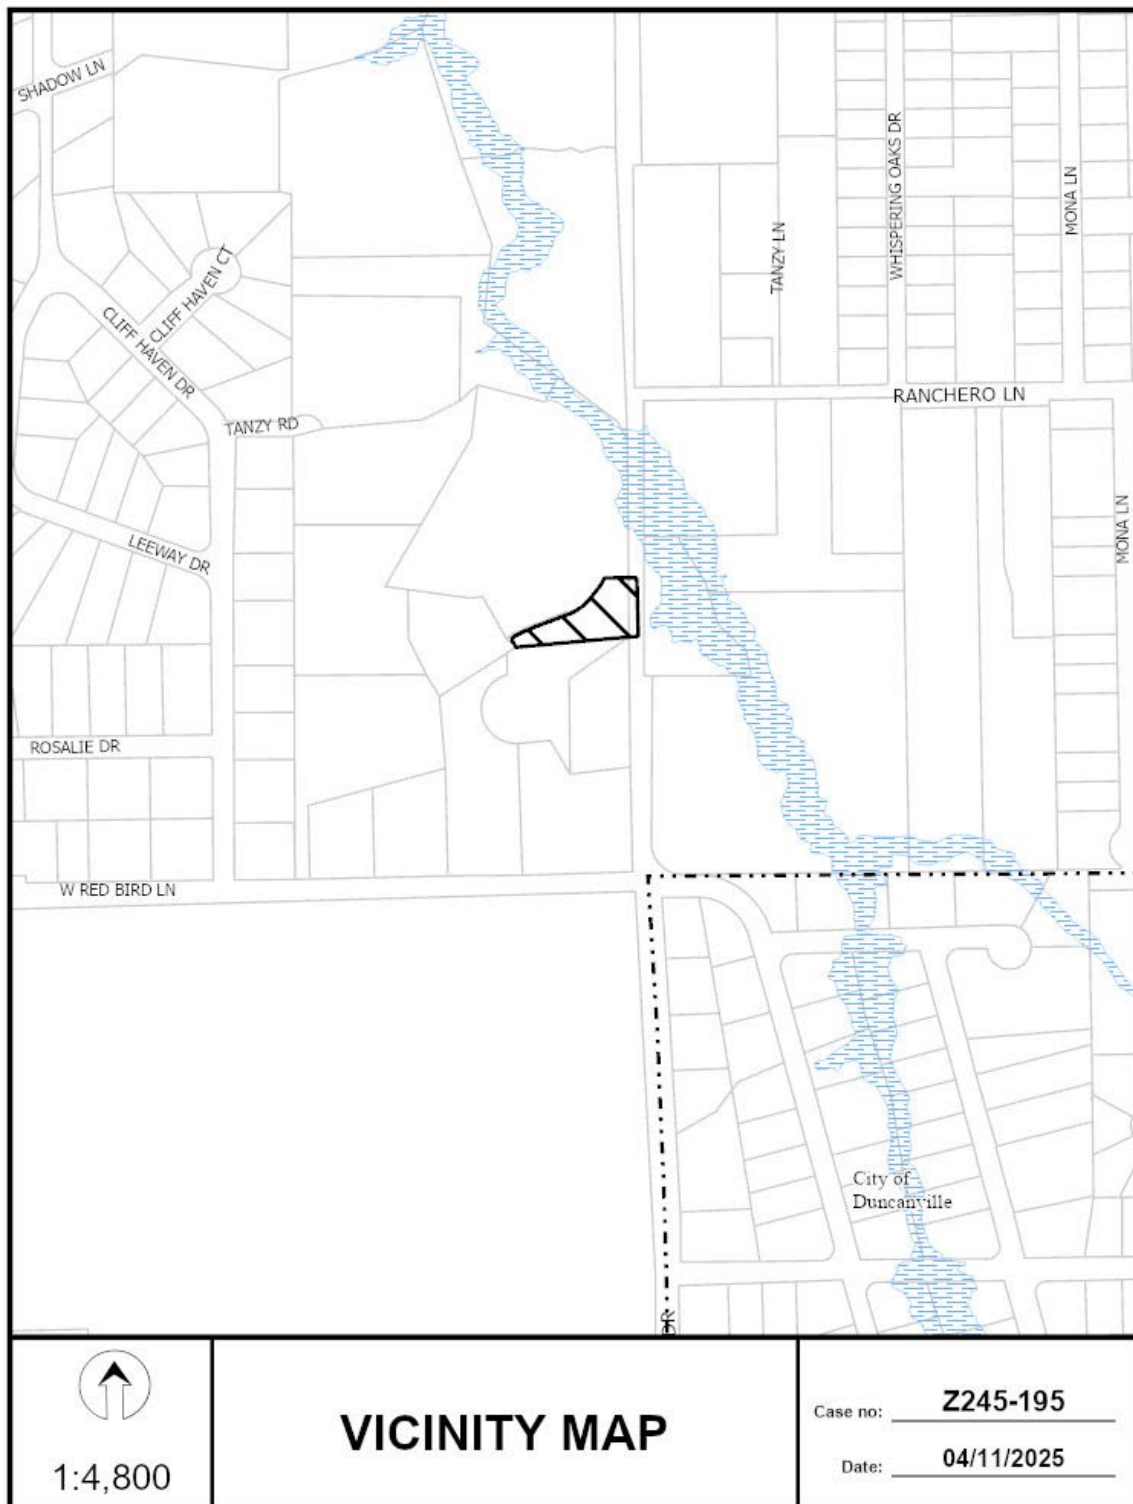 SHADOW LN
WHISPERING OAKS DR
MONA LN
TANZY LN
CLIFF HAVEN CT
CLIFF HAVEN DR
RANCHERO LN
TANZY RD
MONA LN
LEEWAY DR
ROSALIE DR
W RED BIRD LN
City of
Duncanville
DR
1:4,800
VICINITY MAP
Case no: Z245-195
Date: 04/11/2025